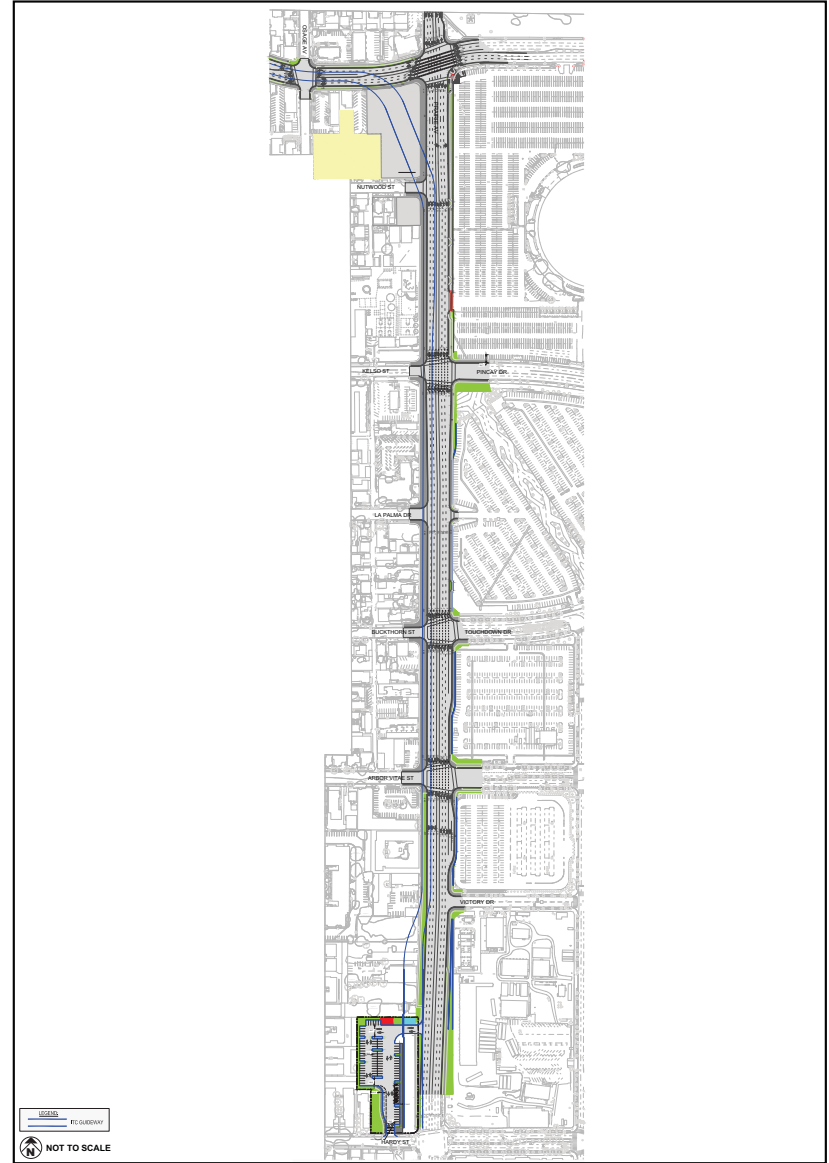 OSAGE AV
NUTWOOD ST
KELSO ST
PINCAY DR
LA PALMA DR
BUCKTHORN ST
TOUCHDOWN DR
ARBOR VITAE ST
VICTORY DR
HARDY ST
LEGEND:
ITC GUIDEWAY
N
NOT TO SCALE